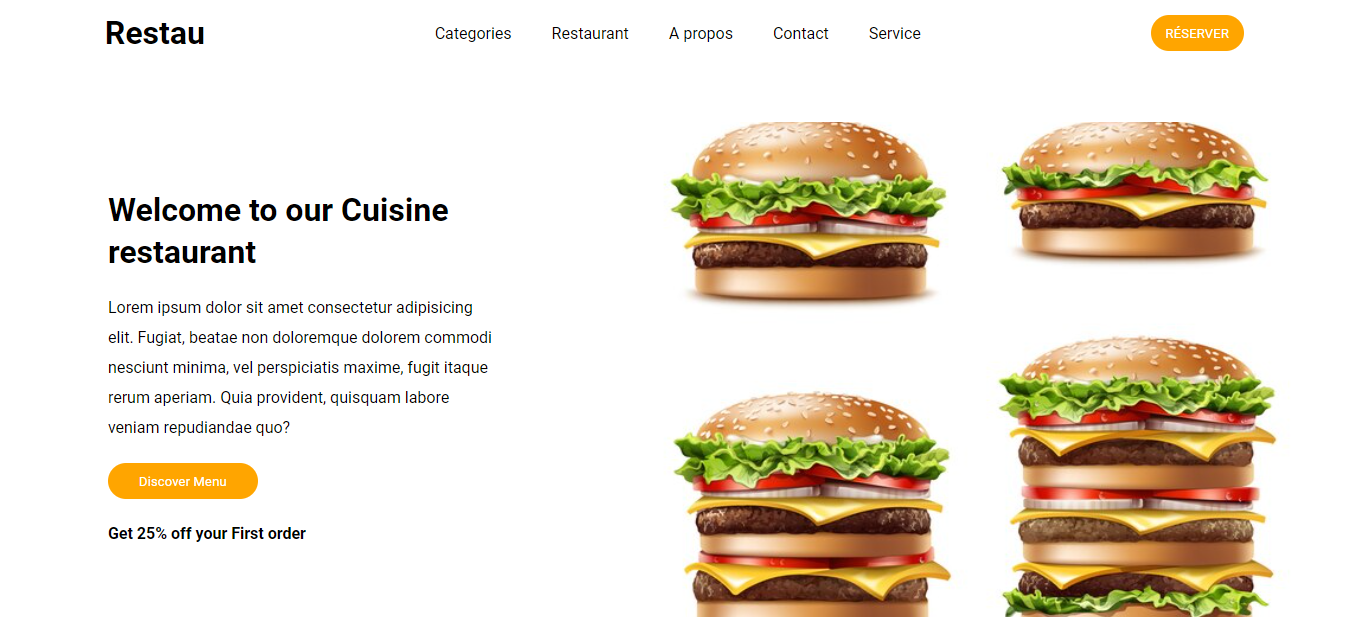 Restau
Categories Restaurant A propos Contact Service
RÉSERVER
Welcome to our Cuisine
restaurant
Lorem ipsum dolor sit amet consectetur adipisicing
elit. Fugiat, beatae non doloremque dolorem commodi
nesciunt minima, vel perspiciatis maxime, fugit itaque
rerum aperiam. Quia provident, quisquam labore
veniam repudiandae quo?
Discover Menu
Get 25% off your First order